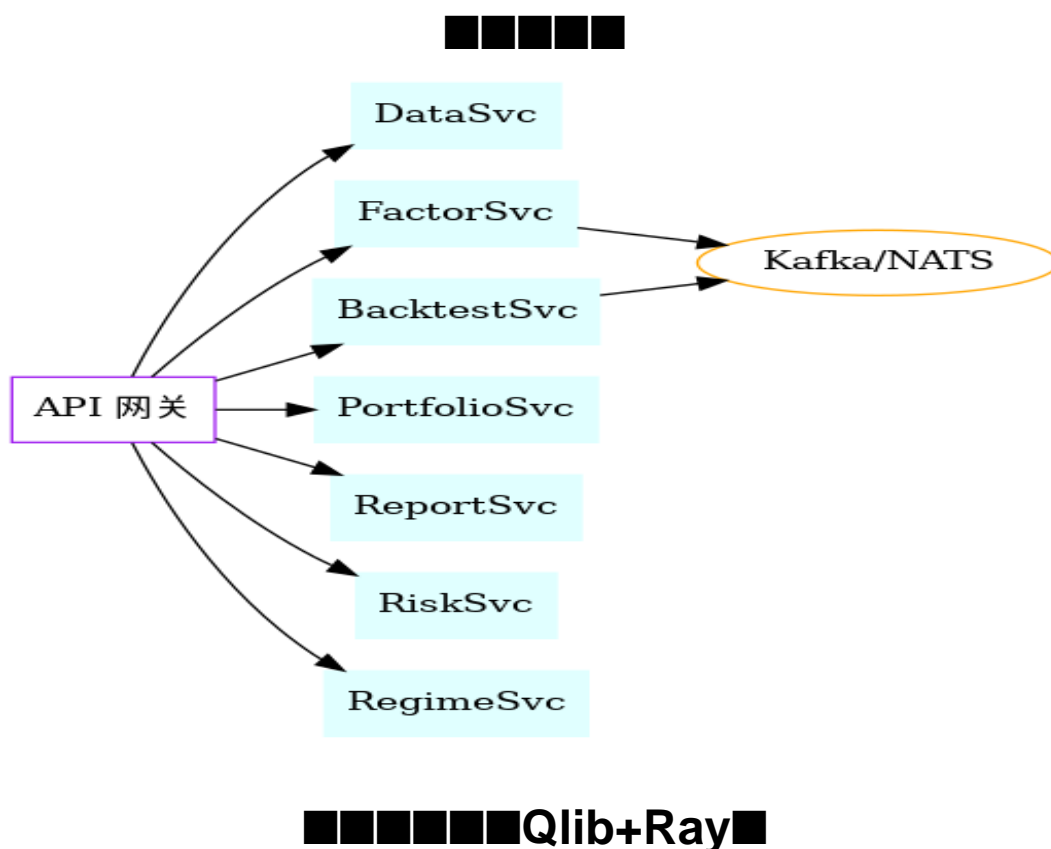 ■■■■■
DataSvc
FactorSvc
Kafka/NATS
BacktestSvc
API 网关
PortfolioSvc
ReportSvc
RiskSvc
RegimeSvc
■■■■■■Qlib+Ray■